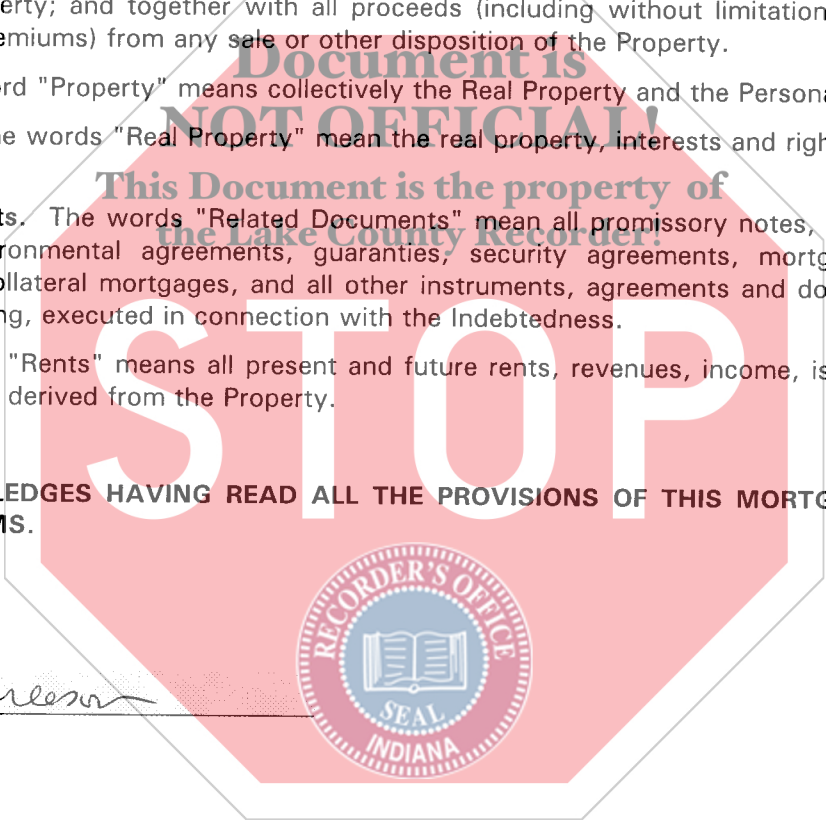 erty; and together with all proceeds (including without limitation
emiums) from any sale or other disposition of the Property.
Document is
rd "Property" means collectively the Real Property and the Persona
NOT OFFICIAL!
e words "Real Property" mean the real property, interests and righ
This Document is the property of
ts. The words "Related Documents" mean all promissory notes,
the Lake County Recorder!
ronmental agreements, guaranties, security agreements, mortg
ollateral mortgages, and all other instruments, agreements and do
ng, executed in connection with the Indebtedness.
STOP
"Rents" means all present and future rents, revenues, income, is
derived from the Property.
LEDGES HAVING READ ALL THE PROVISIONS OF THIS MORTG
MS.
RECORDER'S OFFICE
SEAL
INDIANA